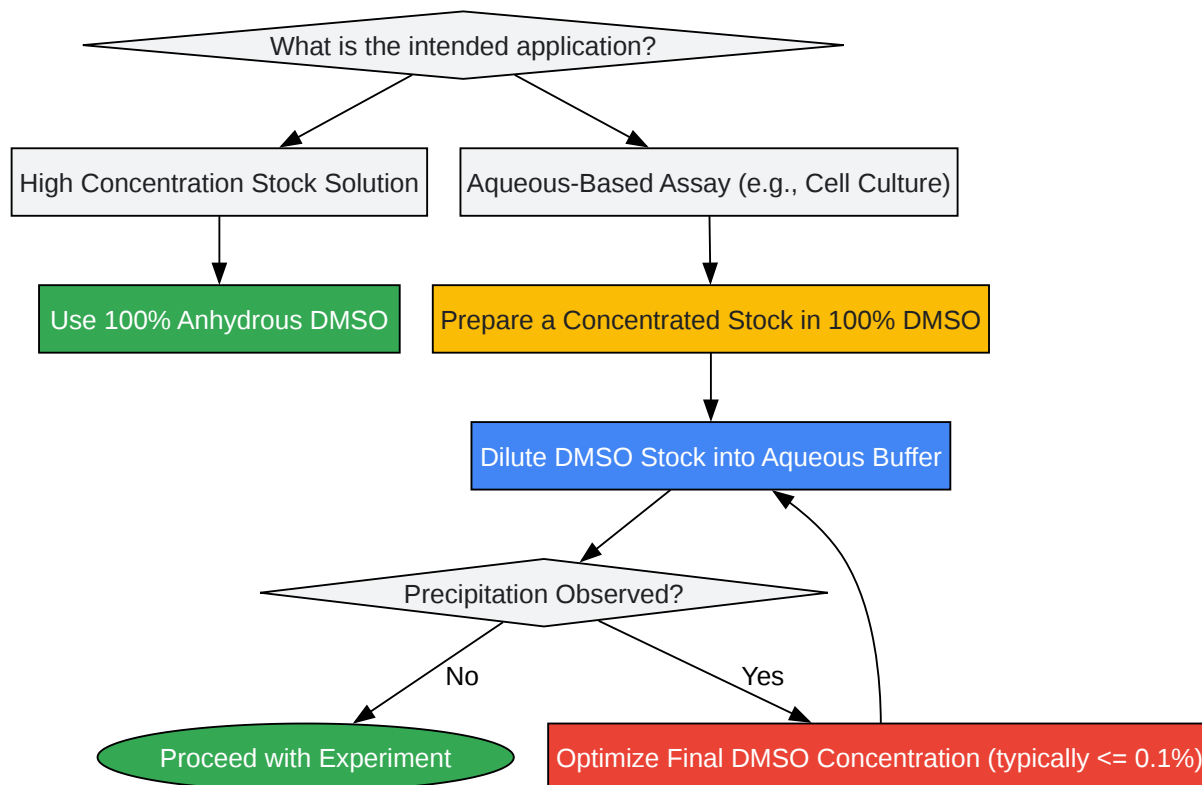 What is the intended application?
High Concentration Stock Solution
Aqueous-Based Assay (e.g., Cell Culture)
Use 100% Anhydrous DMSO
Prepare a Concentrated Stock in 100% DMSO
Dilute DMSO Stock into Aqueous Buffer
Precipitation Observed?
No
Yes
Proceed with Experiment
Optimize Final DMSO Concentration (typically <= 0.1%)